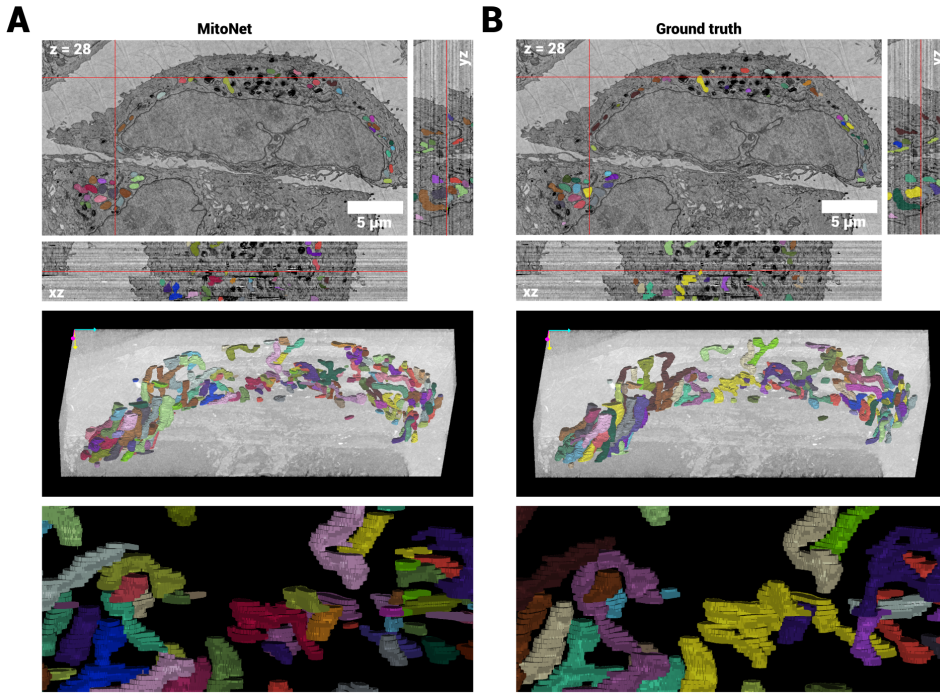 A
MitoNet
z = 28
yz
5 µm
xz
B
Ground truth
z = 28
yz
5 µm
xz